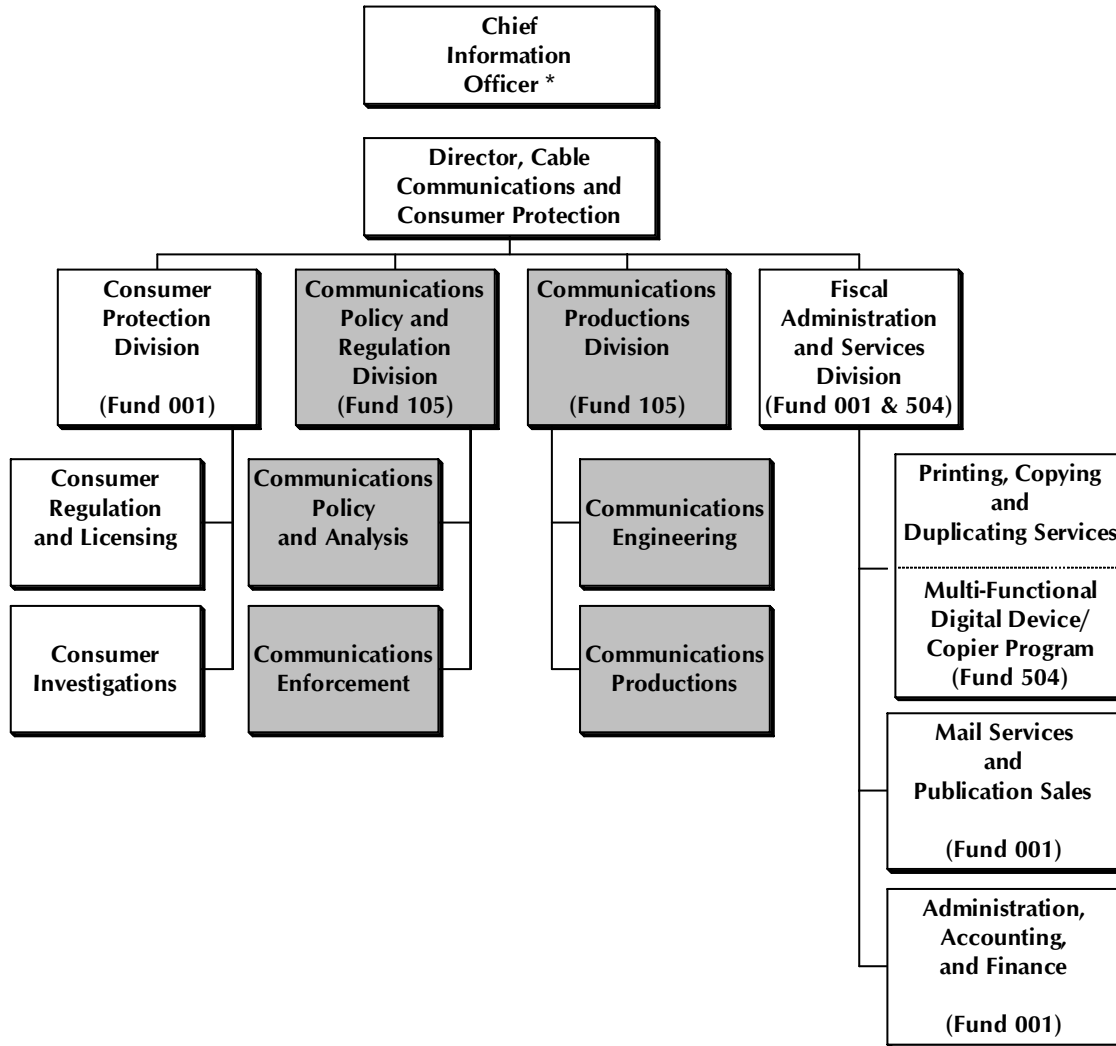 Chief
Information
Officer *
Director, Cable
Communications and
Consumer Protection
Consumer
Protection
Division
(Fund 001)
Communications
Policy and
Regulation
Division
(Fund 105)
Communications
Productions
Division
(Fund 105)
Fiscal
Administration
and Services
Division
(Fund 001 & 504)
Consumer
Regulation
and Licensing
Communications
Policy
and Analysis
Communications
Engineering
Printing, Copying
and
Duplicating Services
Multi-Functional
Digital Device/
Copier Program
(Fund 504)
Consumer
Investigations
Communications
Enforcement
Communications
Productions
Mail Services
and
Publication Sales
(Fund 001)
Administration,
Accounting,
and Finance
(Fund 001)